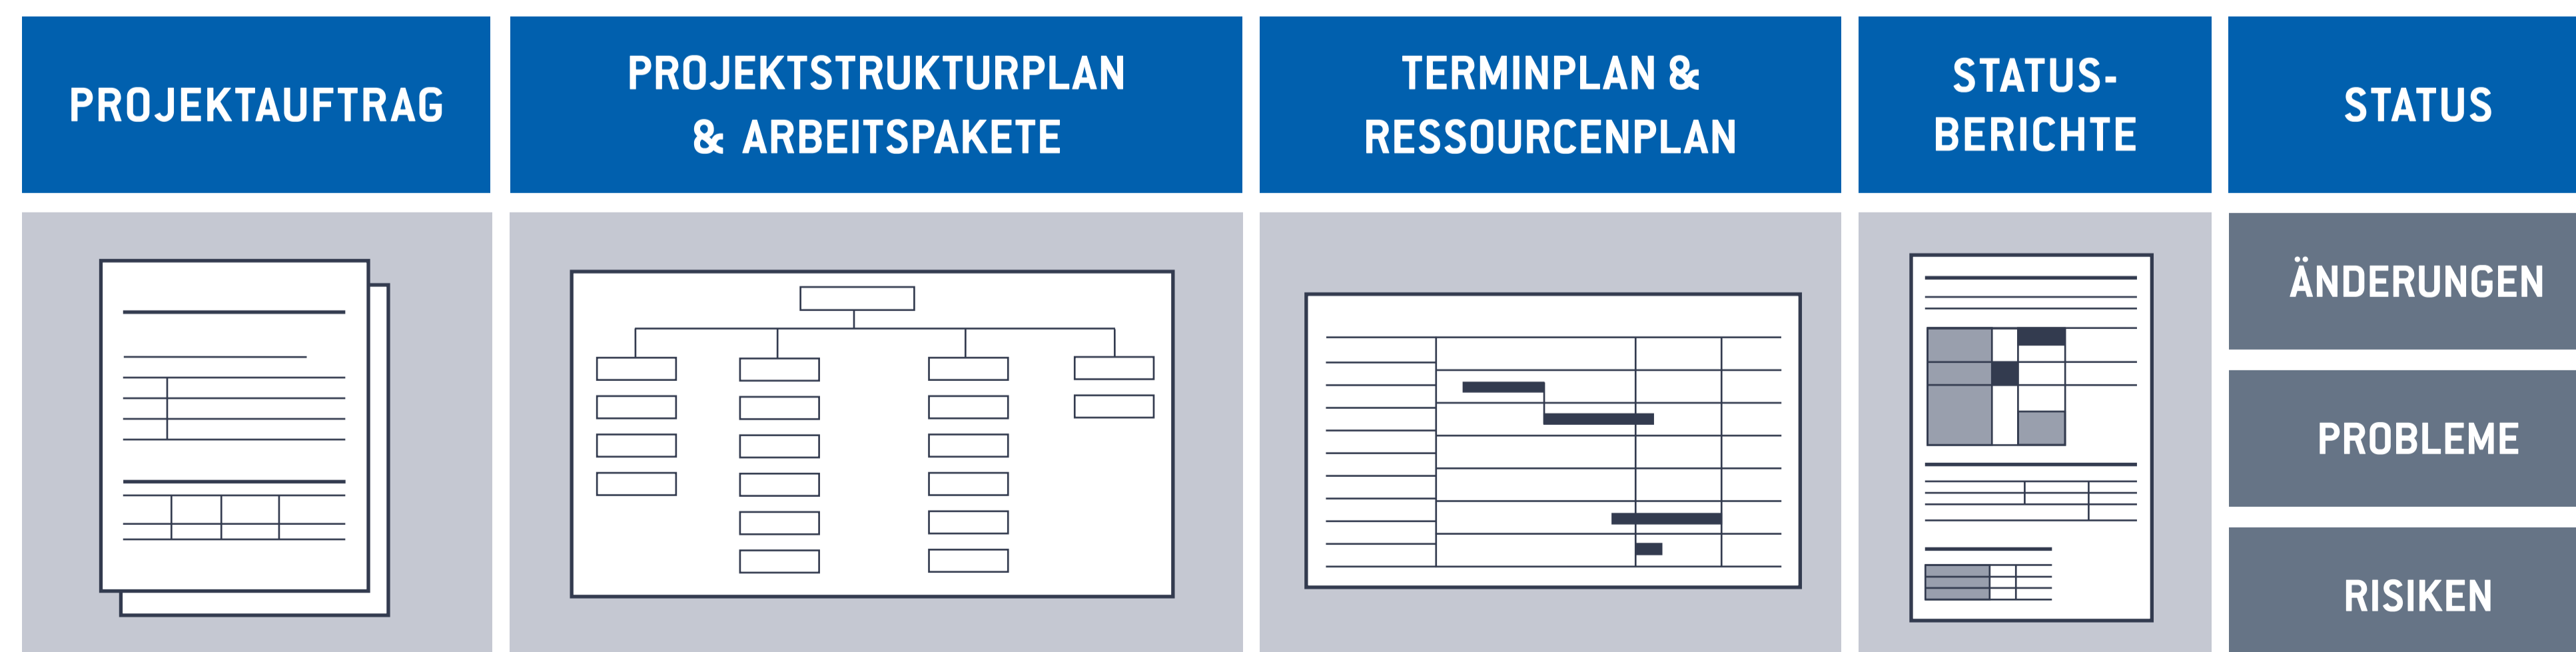 PROJEKTAUFTRAG
PROJEKTSTRUKTURPLAN
& ARBEITSPAKETE
TERMINPLAN &
RESSOURCENPLAN
STATUS-
BERICHTE
STATUS
ÄNDERUNGEN
PROBLEME
RISIKEN